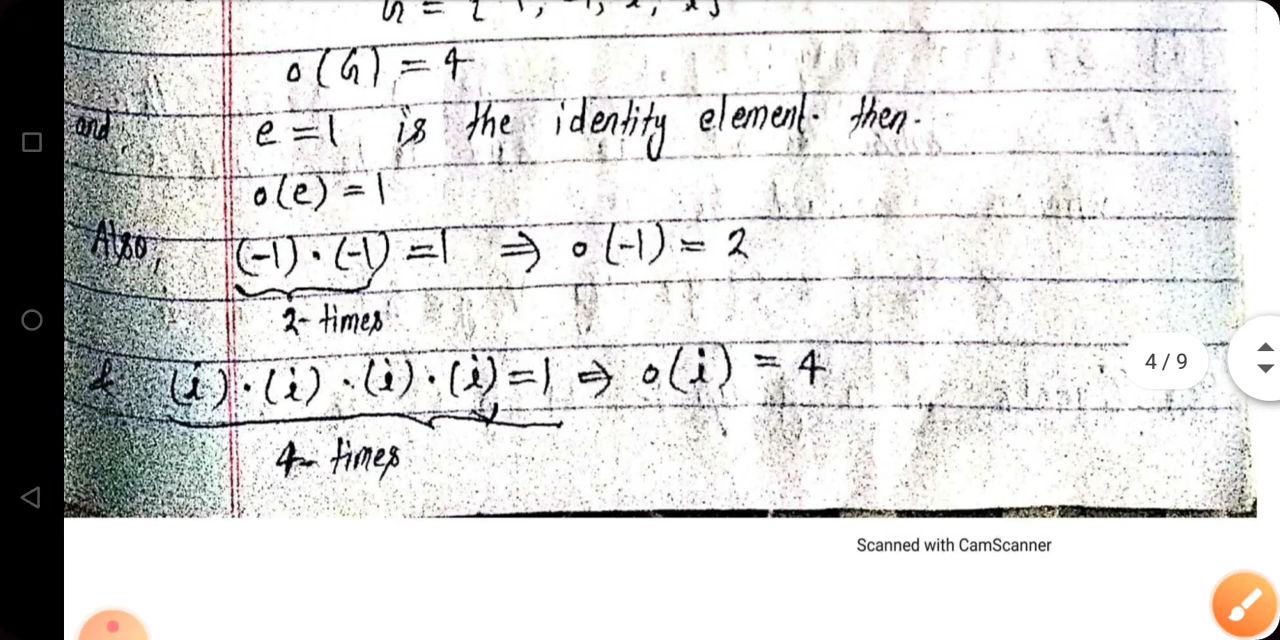 G = {
o(G) = 4
and, e = 1 is the identity element. then.
o(e) = 1
Also, (-1) · (-1) = 1 ⇒ o(-1) = 2
2- times
& (i) · (i) · (i) · (i) = 1 ⇒ o(i) = 4
4- times
4 / 9
Scanned with CamScanner